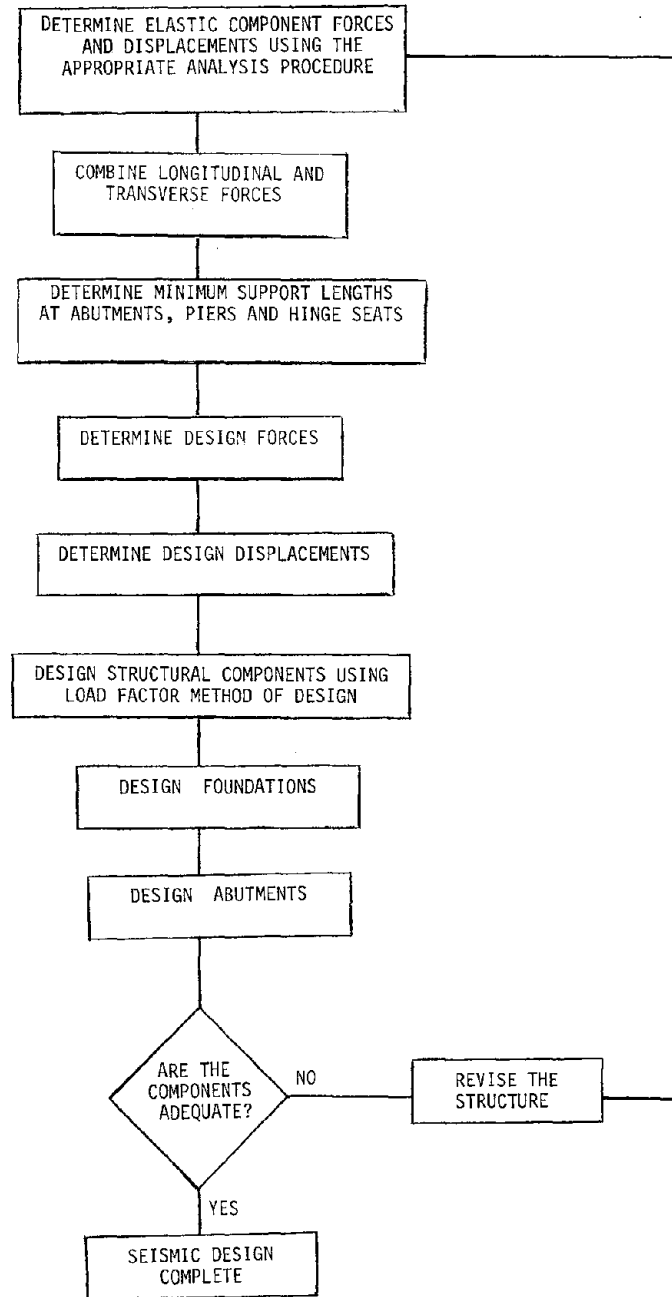 DETERMINE ELASTIC COMPONENT FORCES
AND DISPLACEMENTS USING THE
APPROPRIATE ANALYSIS PROCEDURE
COMBINE LONGITUDINAL AND
TRANSVERSE FORCES
DETERMINE MINIMUM SUPPORT LENGTHS
AT ABUTMENTS, PIERS AND HINGE SEATS
DETERMINE DESIGN FORCES
DETERMINE DESIGN DISPLACEMENTS
DESIGN STRUCTURAL COMPONENTS USING
LOAD FACTOR METHOD OF DESIGN
DESIGN FOUNDATIONS
DESIGN ABUTMENTS
ARE THE
COMPONENTS
ADEQUATE?
NO
REVISE THE
STRUCTURE
YES
SEISMIC DESIGN
COMPLETE